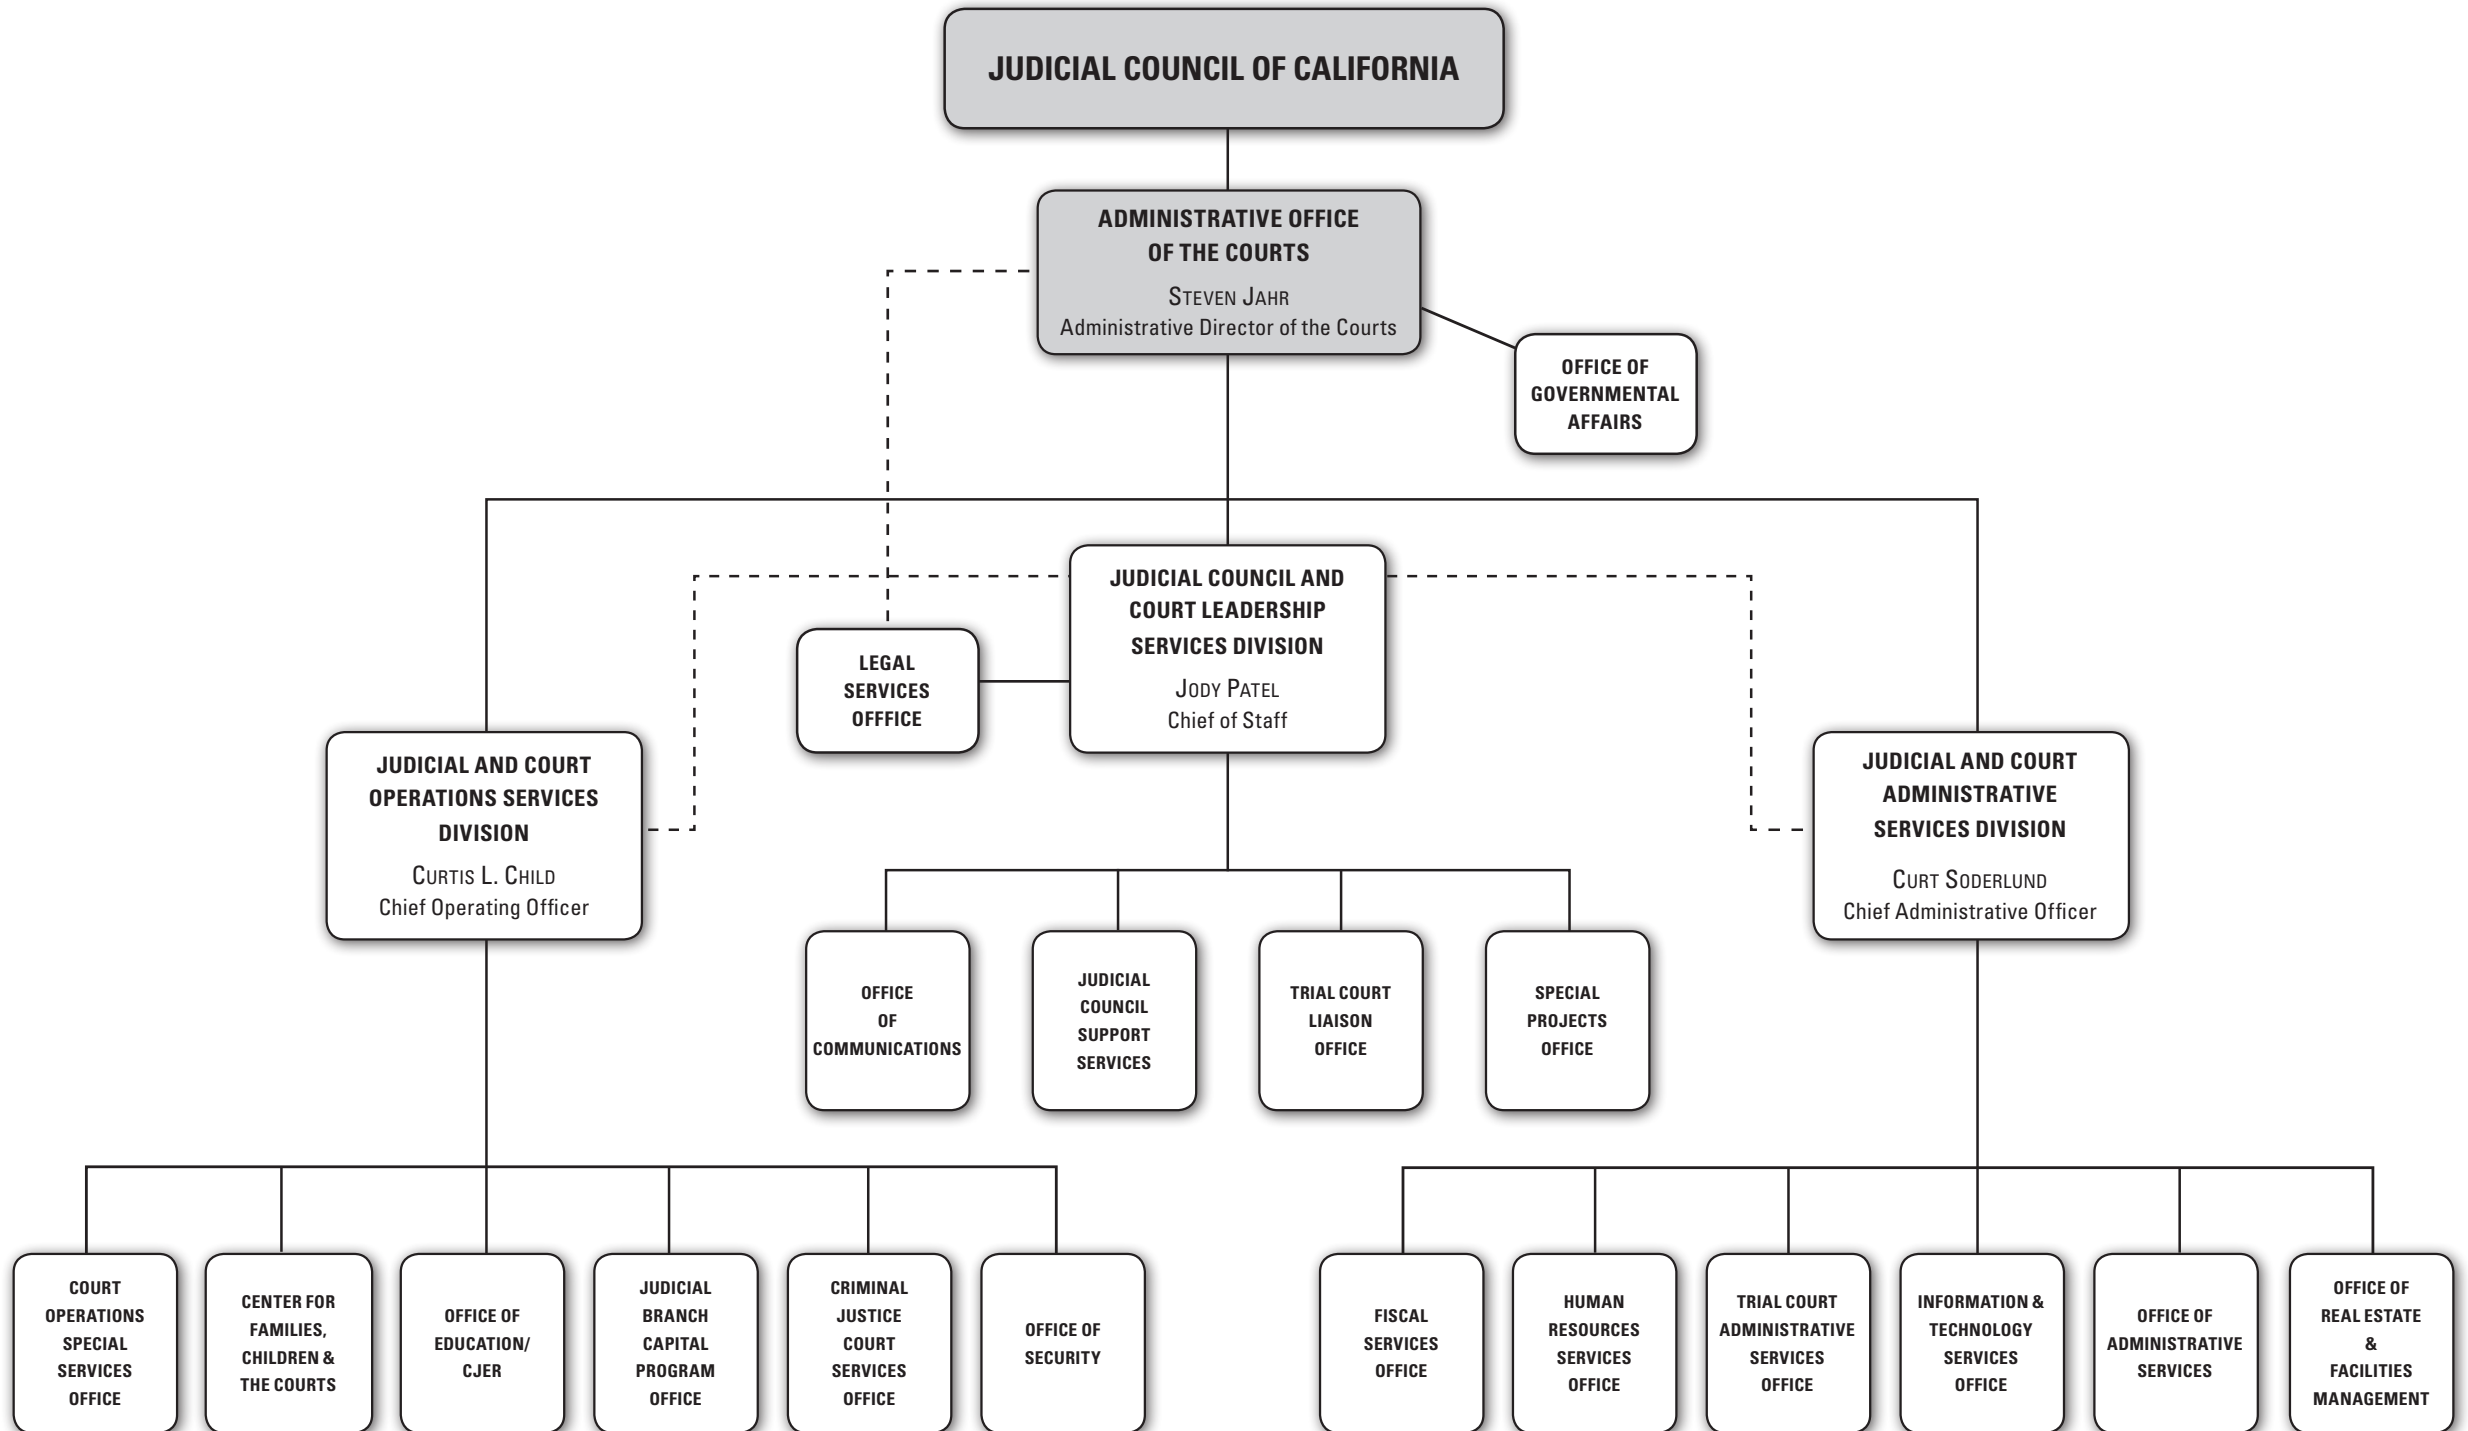 JUDICIAL COUNCIL OF CALIFORNIA
ADMINISTRATIVE OFFICE
OF THE COURTS
STEVEN JAHR
Administrative Director of the Courts
OFFICE OF
GOVERNMENTAL
AFFAIRS
JUDICIAL COUNCIL AND
COURT LEADERSHIP
SERVICES DIVISION
JODY PATEL
Chief of Staff
LEGAL
SERVICES
OFFFICE
JUDICIAL AND COURT
OPERATIONS SERVICES
DIVISION
CURTIS L. CHILD
Chief Operating Officer
JUDICIAL AND COURT
ADMINISTRATIVE
SERVICES DIVISION
CURT SODERLUND
Chief Administrative Officer
OFFICE
OF
COMMUNICATIONS
JUDICIAL
COUNCIL
SUPPORT
SERVICES
TRIAL COURT
LIAISON
OFFICE
SPECIAL
PROJECTS
OFFICE
COURT
OPERATIONS
SPECIAL
SERVICES
OFFICE
CENTER FOR
FAMILIES,
CHILDREN &
THE COURTS
OFFICE OF
EDUCATION/
CJER
JUDICIAL
BRANCH
CAPITAL
PROGRAM
OFFICE
CRIMINAL
JUSTICE
COURT
SERVICES
OFFICE
OFFICE OF
SECURITY
FISCAL
SERVICES
OFFICE
HUMAN
RESOURCES
SERVICES
OFFICE
TRIAL COURT
ADMINISTRATIVE
SERVICES
OFFICE
INFORMATION &
TECHNOLOGY
SERVICES
OFFICE
OFFICE OF
ADMINISTRATIVE
SERVICES
OFFICE OF
REAL ESTATE
&
FACILITIES
MANAGEMENT